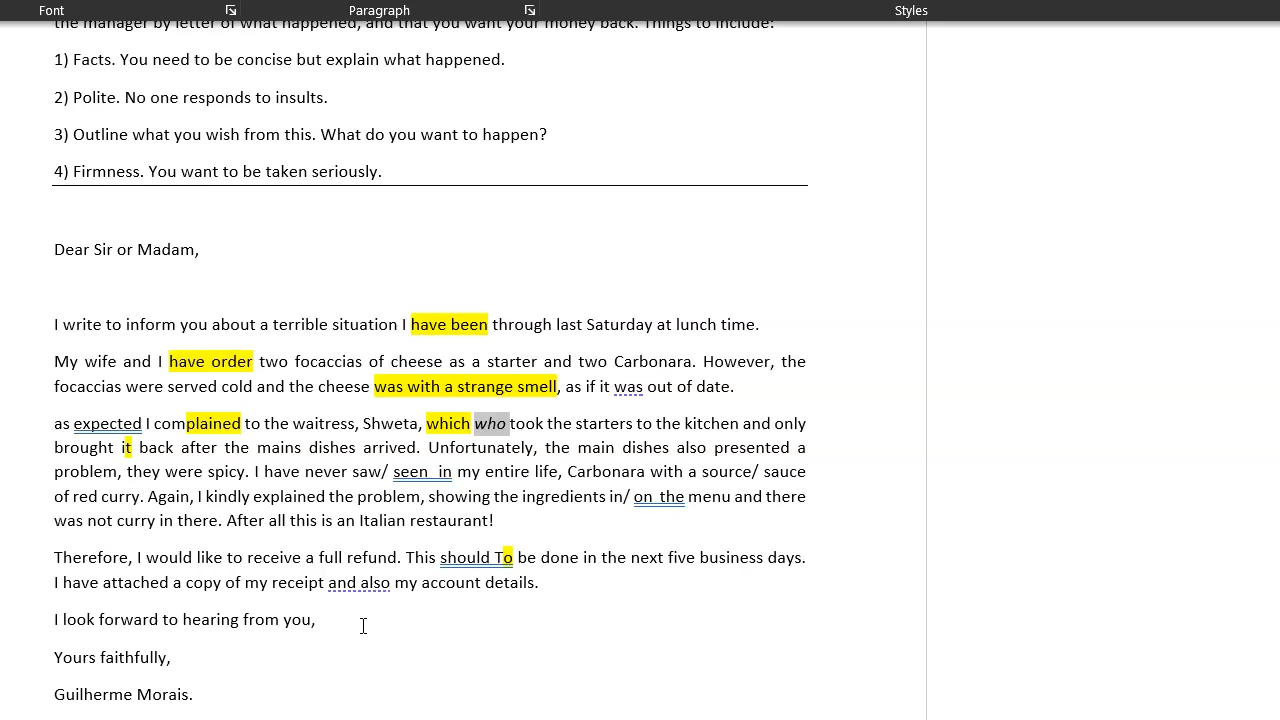 Font Paragraph Styles
the manager by letter of what happened, and that you want your money back. Things to include:
1) Facts. You need to be concise but explain what happened.
2) Polite. No one responds to insults.
3) Outline what you wish from this. What do you want to happen?
4) Firmness. You want to be taken seriously.
Dear Sir or Madam,
I write to inform you about a terrible situation I have been through last Saturday at lunch time.
My wife and I have order two focaccias of cheese as a starter and two Carbonara. However, the
focaccias were served cold and the cheese was with a strange smell, as if it was out of date.
as expected I complained to the waitress, Shweta, which who took the starters to the kitchen and only
brought it back after the mains dishes arrived. Unfortunately, the main dishes also presented a
problem, they were spicy. I have never saw/ seen in my entire life, Carbonara with a source/ sauce
of red curry. Again, I kindly explained the problem, showing the ingredients in/ on the menu and there
was not curry in there. After all this is an Italian restaurant!
Therefore, I would like to receive a full refund. This should To be done in the next five business days.
I have attached a copy of my receipt and also my account details.
I look forward to hearing from you,
Yours faithfully,
Guilherme Morais.